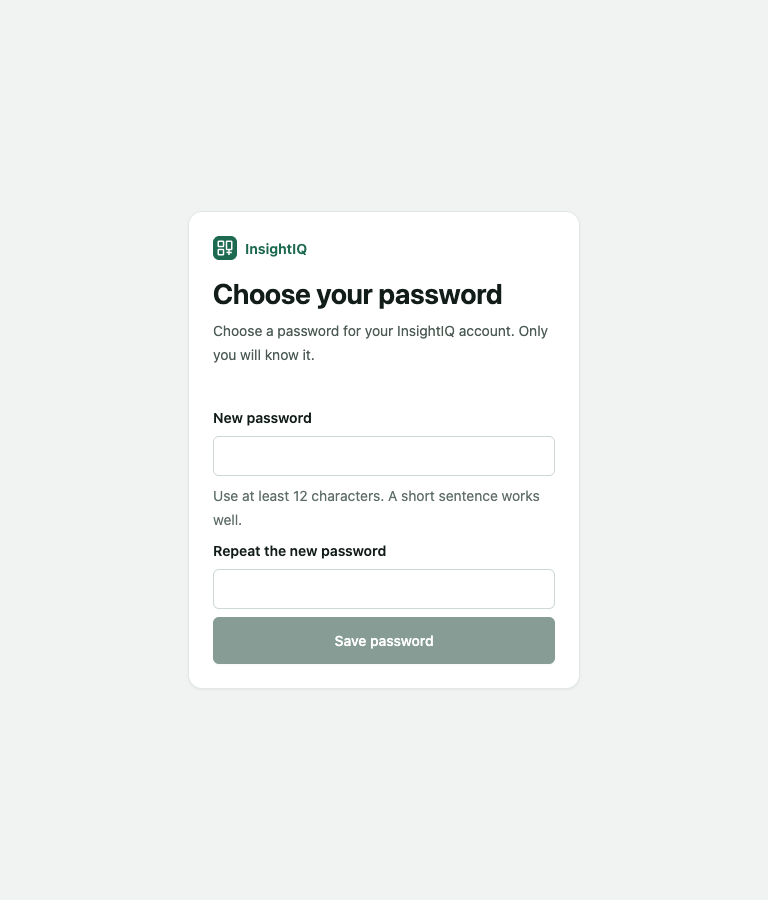 InsightIQ
Choose your password
Choose a password for your InsightIQ account. Only
you will know it.
New password
Use at least 12 characters. A short sentence works
well.
Repeat the new password
Save password